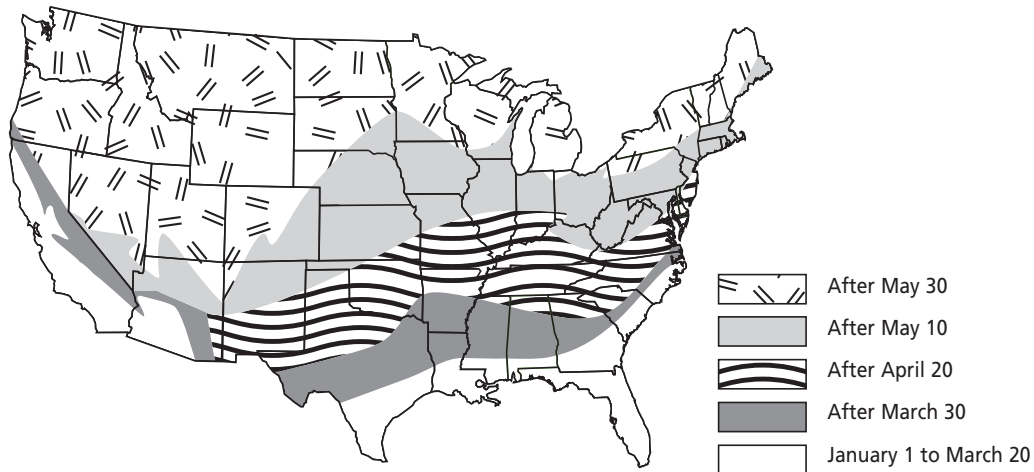 After May 30
After May 10
After April 20
After March 30
January 1 to March 20